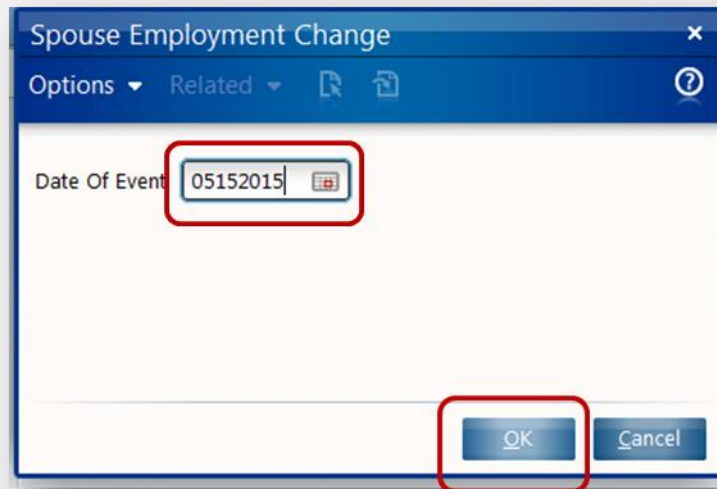 Spouse Employment Change
Options Related
Date Of Event 05152015
OK Cancel